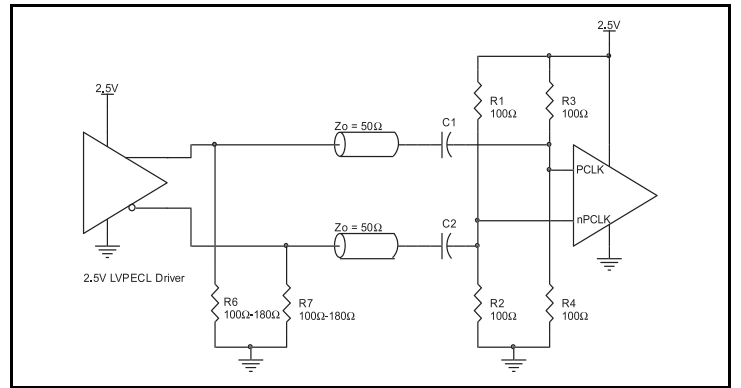 2.5V
2.5V
R1
100Ω
R3
100Ω
Zo = 50Ω
C1
PCLK
nPCLK
Zo = 50Ω
C2
2.5V LVPECL Driver
R6
100Ω-180Ω
R7
100Ω-180Ω
R2
100Ω
R4
100Ω